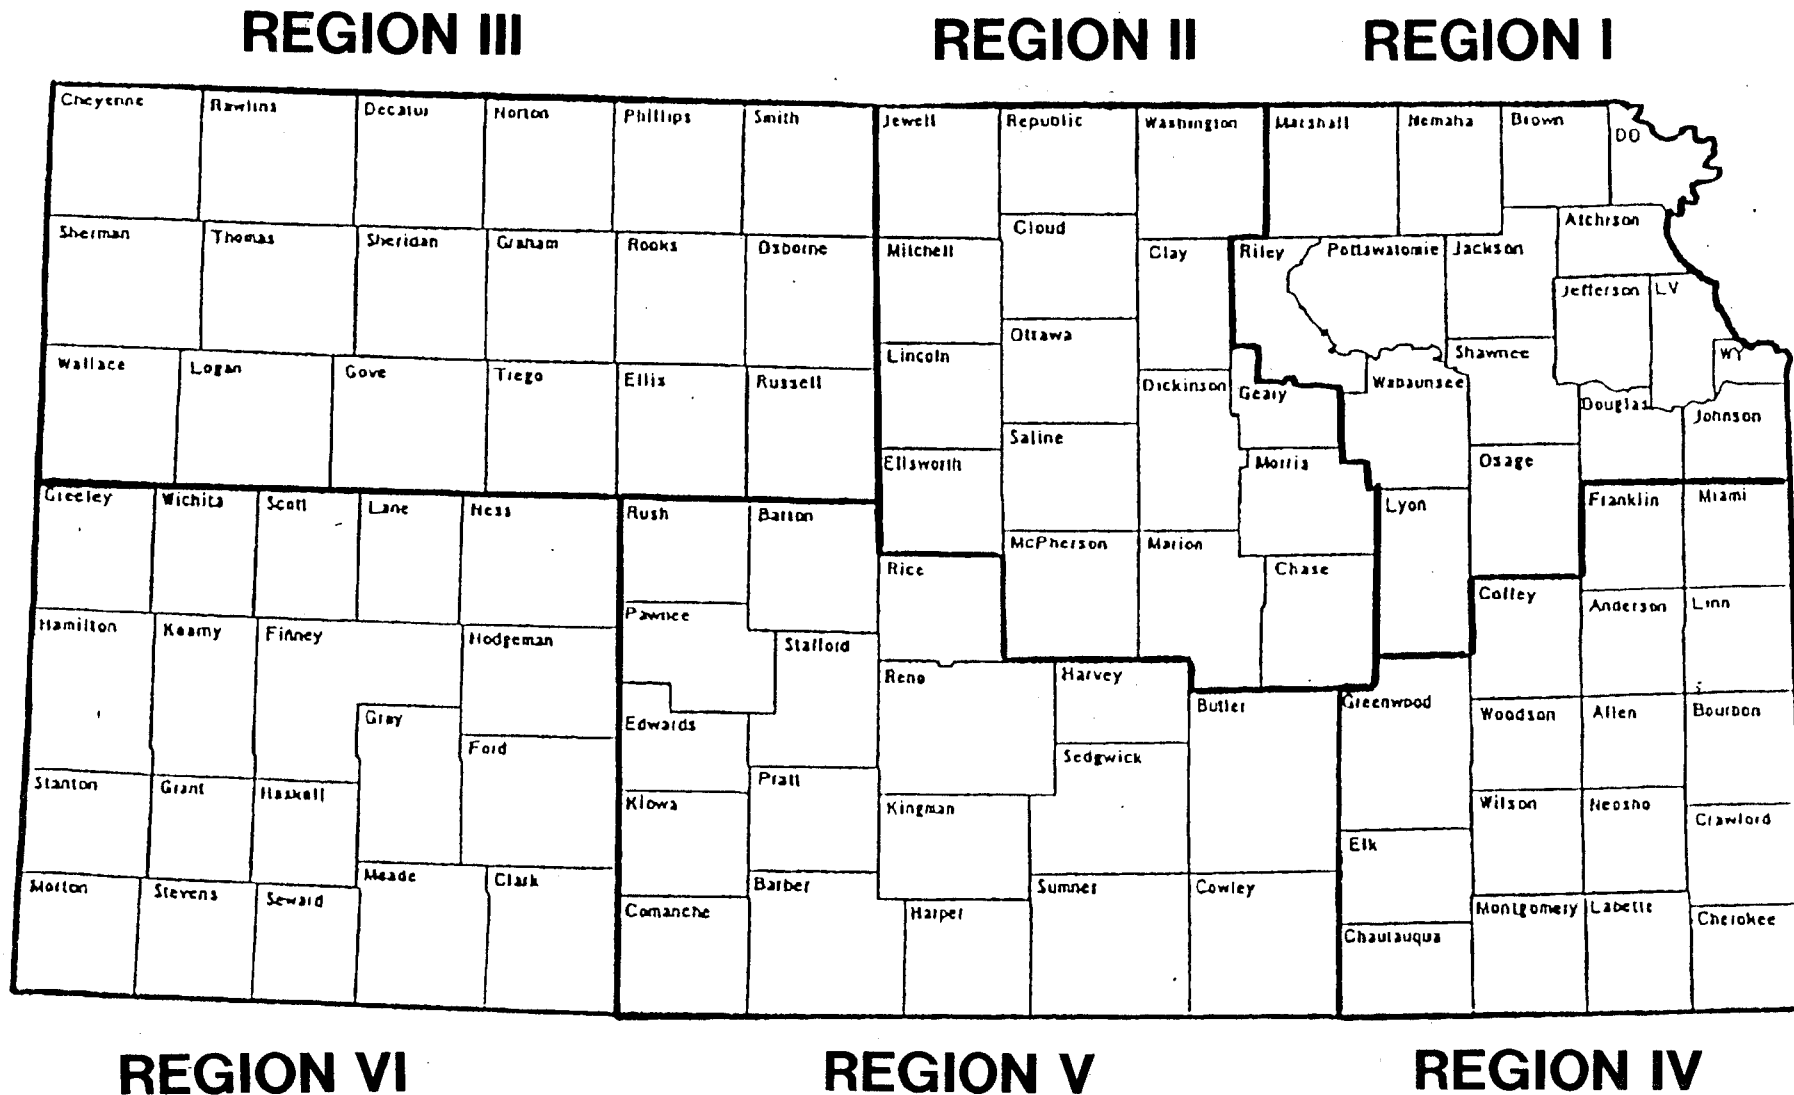 REGION III REGION II REGION I
Cheyenne Rawlins Decatur Norton Phillips Smith Jewell Republic Washington Marshall Nemaha Brown DO
Cloud Atchison
Sherman Thomas Sheridan Graham Rooks Osborne Mitchell Clay Riley Pottawatomie Jackson
Jefferson LV
Ottawa
Wallace Logan Gove Trego Ellis Russell Lincoln Dickinson Geary Wabaunsee Shawnee WY
Douglas Johnson
Saline
Ellsworth Morris Osage
Greeley Wichita Scott Lane Ness Rush Barton Lyon Franklin Miami
McPherson Marion
Rice Chase
Coffey Anderson Linn
Hamilton Kearny Finney Hodgeman Pawnee Stafford
Reno Harvey
Gray Edwards Butler Greenwood Woodson Allen Bourbon
Ford Sedgwick
Stanton Grant Haskell Kiowa Pratt Kingman Wilson Neosho Crawford
Elk
Morton Stevens Seward Meade Clark Comanche Barber Harper Sumner Cowley Montgomery Labette Cherokee
Chautauqua
REGION VI REGION V REGION IV